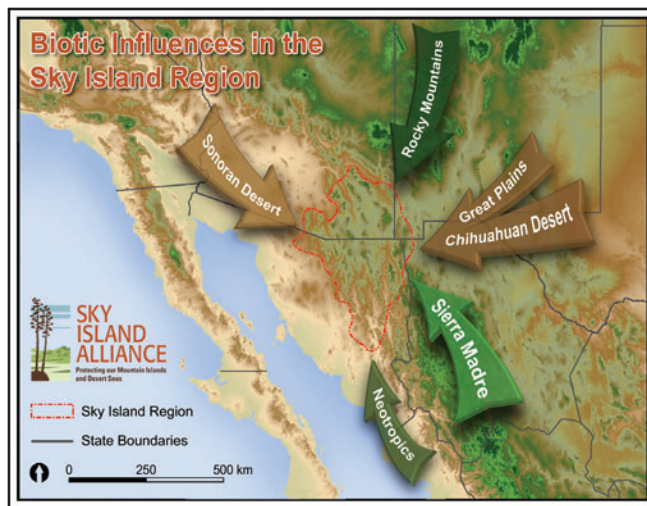 Biotic Influences in the
Sky Island Region
Rocky Mountains
Sonoran Desert
Great Plains
Chihuahuan Desert
Sierra Madre
Neotropics
SKY
ISLAND
ALLIANCE
Protecting our Mountain Islands
and Desert Seas
Sky Island Region
State Boundaries
0 250 500 km